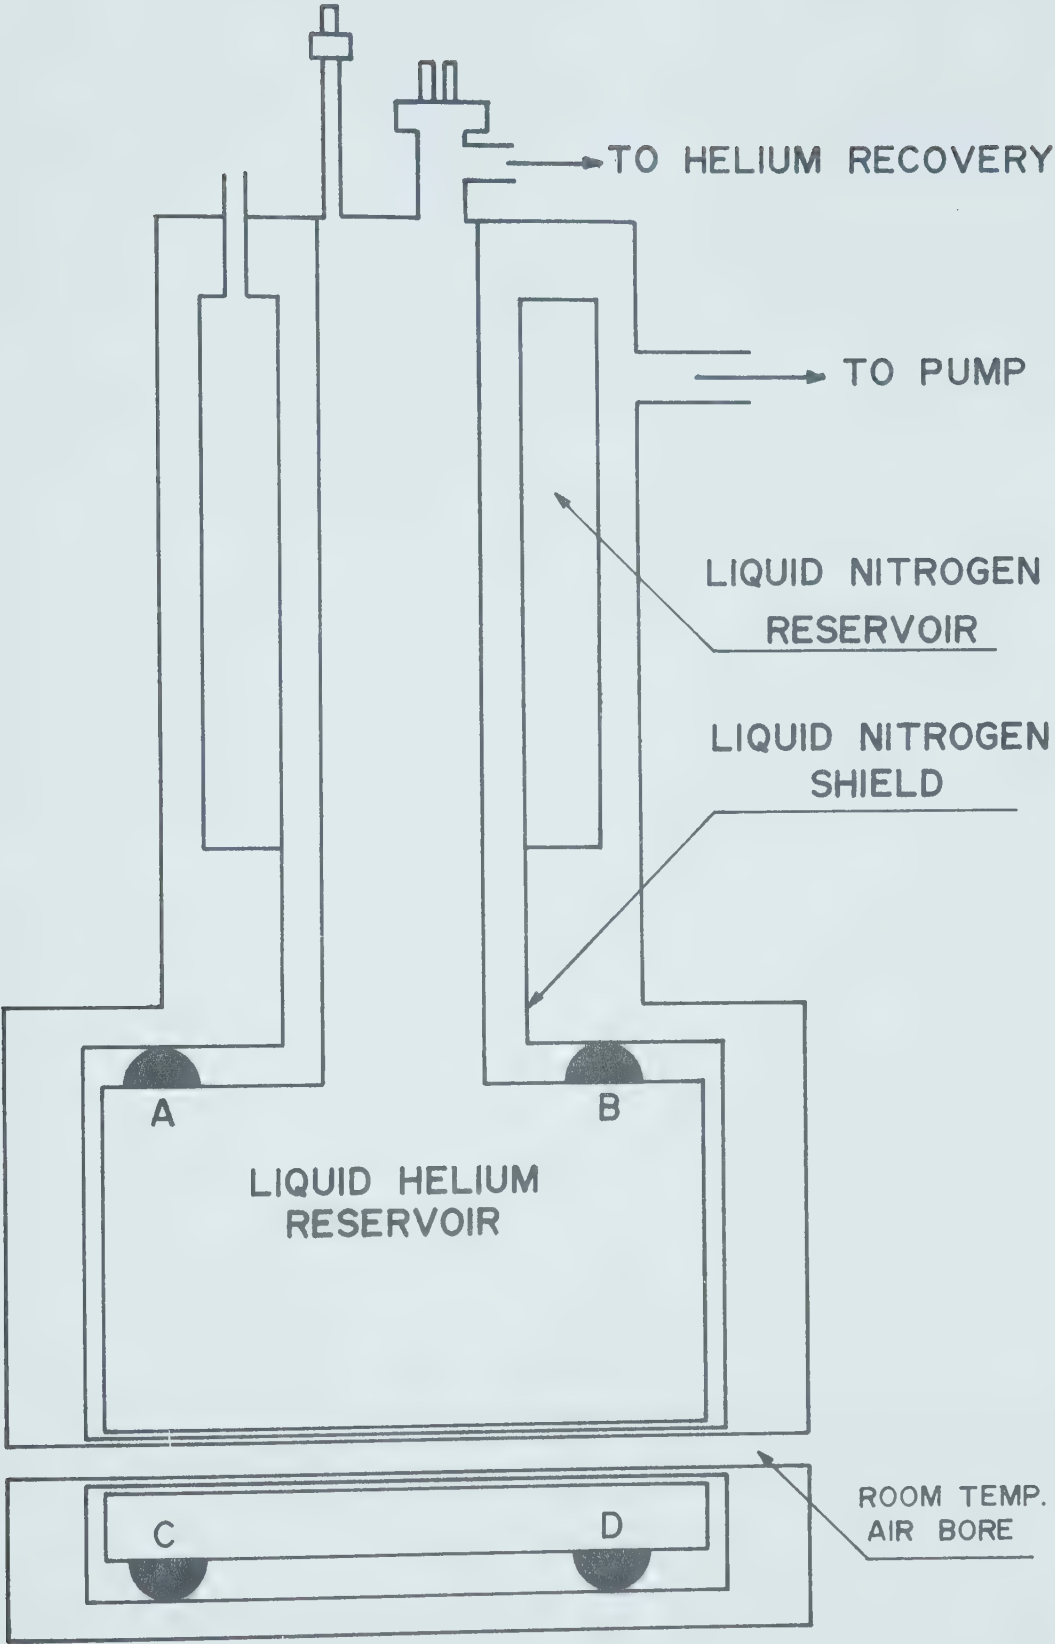 TO HELIUM RECOVERY
TO PUMP
LIQUID NITROGEN
RESERVOIR
LIQUID NITROGEN
SHIELD
A
B
LIQUID HELIUM
RESERVOIR
ROOM TEMP.
AIR BORE
C
D